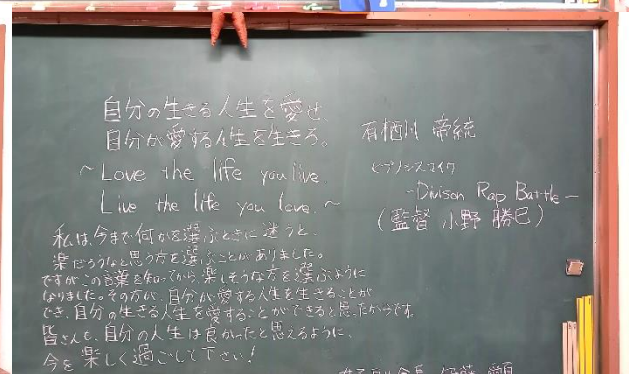 自分の生きる人生を愛せ、
自分が愛する人生を生きろ。
～Love the life you live.
Live the life you love.～
有栖川 帝統
ヒプノシスマイク
-Divison Rap Battle-
(監督 小野 勝巳)
私は、今まで何かを選ぶときに迷うと、
楽だろうなと思う方を選ぶことがありました。
ですがこの言葉を知ってから、楽しそうな方を選ぶように
なりました。その方が、自分が愛する人生を生きることが
でき、自分の生きる人生を愛することができると思ったからです。
皆さんも、自分の人生は良かったと思えるように、
今を楽しく過ごして下さい!